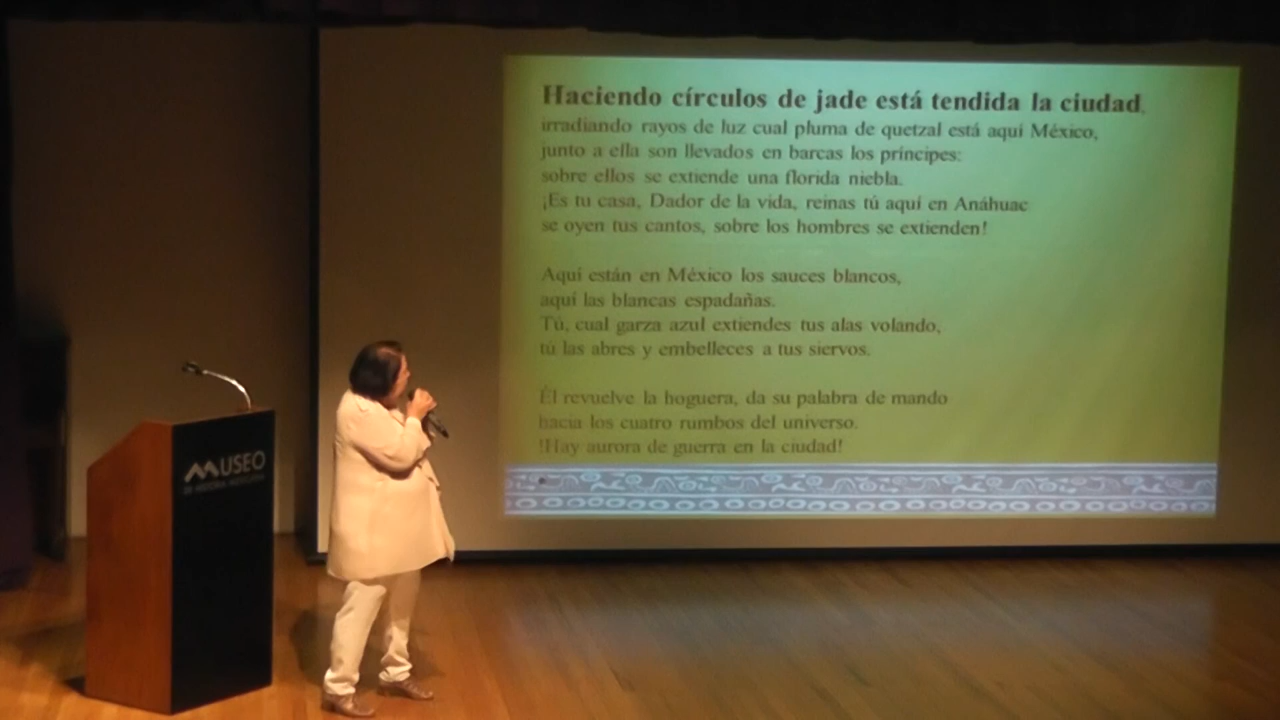 Haciendo círculos de jade está tendida la ciudad,
irradiando rayos de luz cual pluma de quetzal está aquí México,
junto a ella son llevados en barcas los príncipes:
sobre ellos se extiende una florida niebla.
¡Es tu casa, Dador de la vida, reinas tú aquí en Anáhuac
se oyen tus cantos, sobre los hombres se extienden!
Aquí están en México los sauces blancos,
aquí las blancas espadañas.
Tú, cual garza azul extiendes tus alas volando,
tú las abres y embelleces a tus siervos.
Él revuelve la hoguera, da su palabra de mando
hacia los cuatro rumbos del universo.
!Hay aurora de guerra en la ciudad!
MUSEO
DE HISTORIA MEXICANA